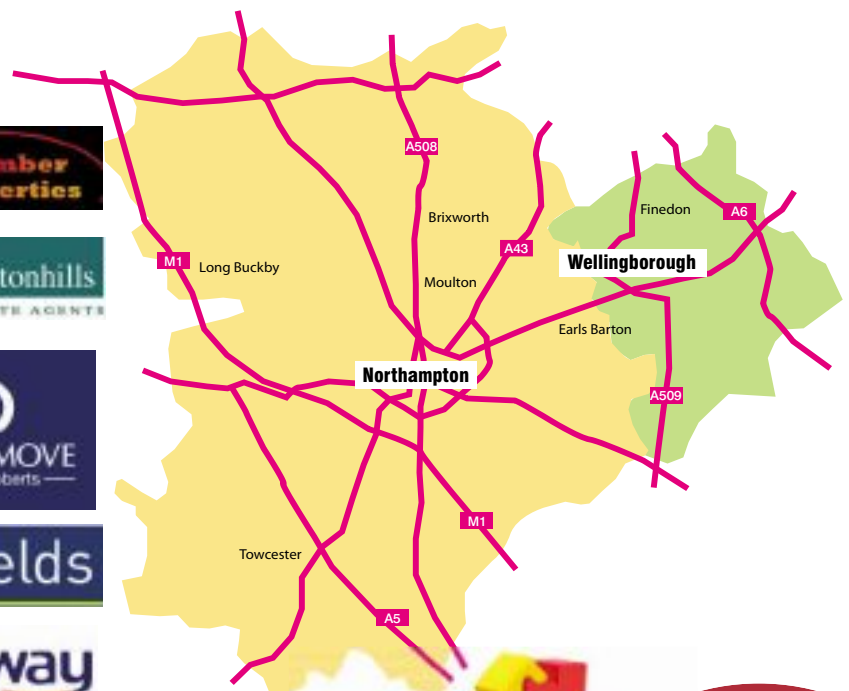 A508
mber
erties
Finedon
A6
Brixworth
A43
M1
Long Buckby
Wellingborough
tonhills
Moulton
TE AGENTS
Earls Barton
Northampton
A509
MOVE
berts
M1
elds
Towcester
A5
way